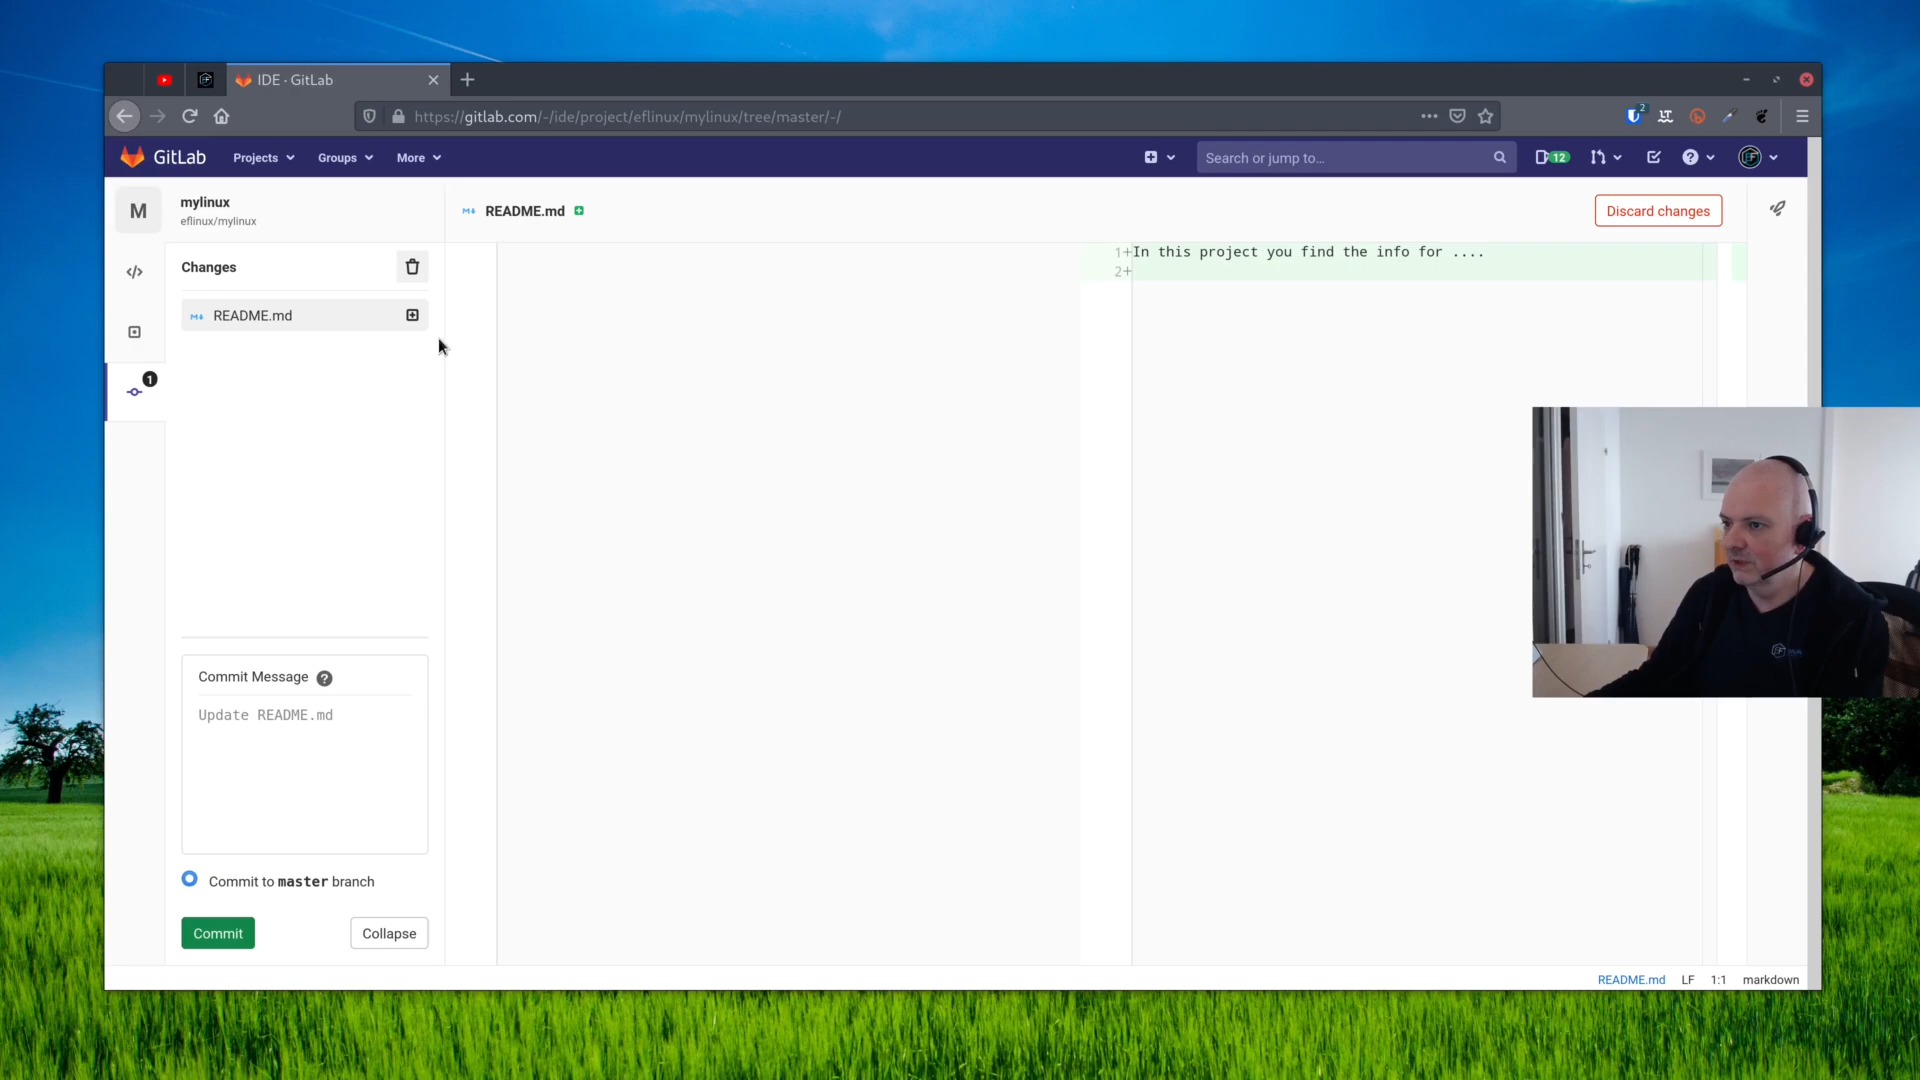 IDE - GitLab
https://gitlab.com/-/ide/project/eflinux/mylinux/tree/master/-/
2
GitLab
Projects
Groups
More
Search or jump to...
12
M
mylinux
eflinux/mylinux
README.md
Discard changes
Changes
README.md
1
1+In this project you find the info for ....
2+
Commit Message
Update README.md
Commit to master branch
Commit
Collapse
README.md LF 1:1 markdown